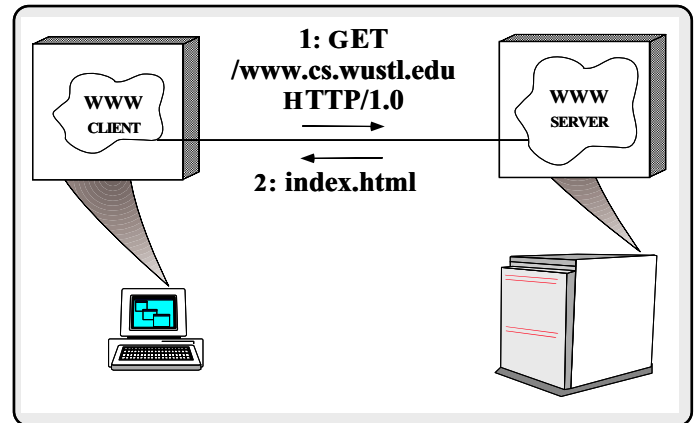 1: GET
/www.cs.wustl.edu
HTTP/1.0
WWW
CLIENT
WWW
SERVER
2: index.html